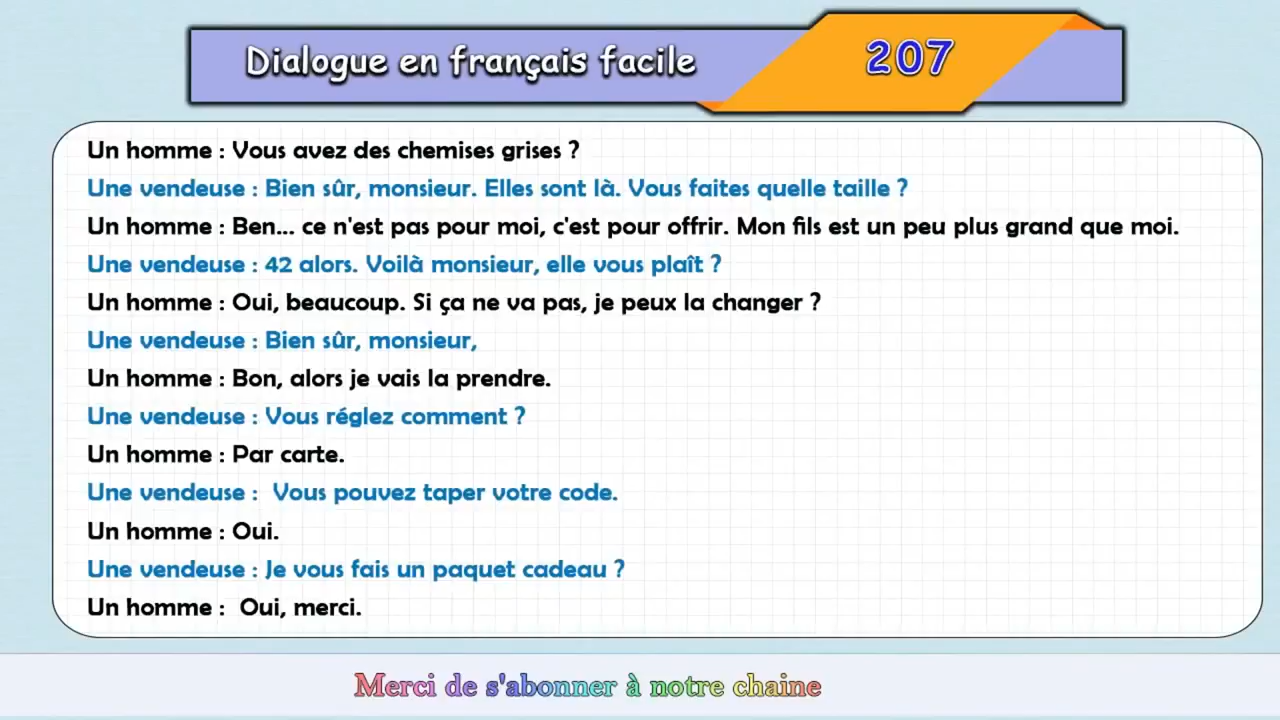 Dialogue en français facile
207
Un homme : Vous avez des chemises grises ?
Une vendeuse : Bien sûr, monsieur. Elles sont là. Vous faites quelle taille ?
Un homme : Ben... ce n'est pas pour moi, c'est pour offrir. Mon fils est un peu plus grand que moi.
Une vendeuse : 42 alors. Voilà monsieur, elle vous plaît ?
Un homme : Oui, beaucoup. Si ça ne va pas, je peux la changer ?
Une vendeuse : Bien sûr, monsieur,
Un homme : Bon, alors je vais la prendre.
Une vendeuse : Vous réglez comment ?
Un homme : Par carte.
Une vendeuse : Vous pouvez taper votre code.
Un homme : Oui.
Une vendeuse : Je vous fais un paquet cadeau ?
Un homme : Oui, merci.
Merci de s'abonner à notre chaine